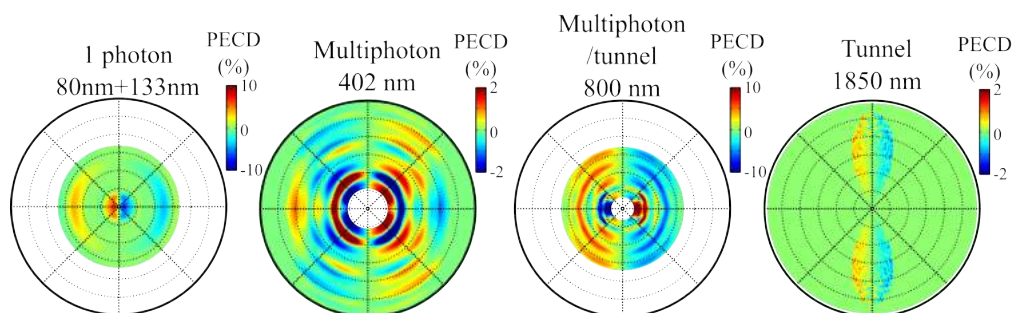 1 photon
80nm+133nm
PECD
(%)
10
0
-10
Multiphoton
402 nm
PECD
(%)
2
0
-2
Multiphoton
/tunnel
800 nm
PECD
(%)
10
0
-10
Tunnel
1850 nm
PECD
(%)
2
0
-2